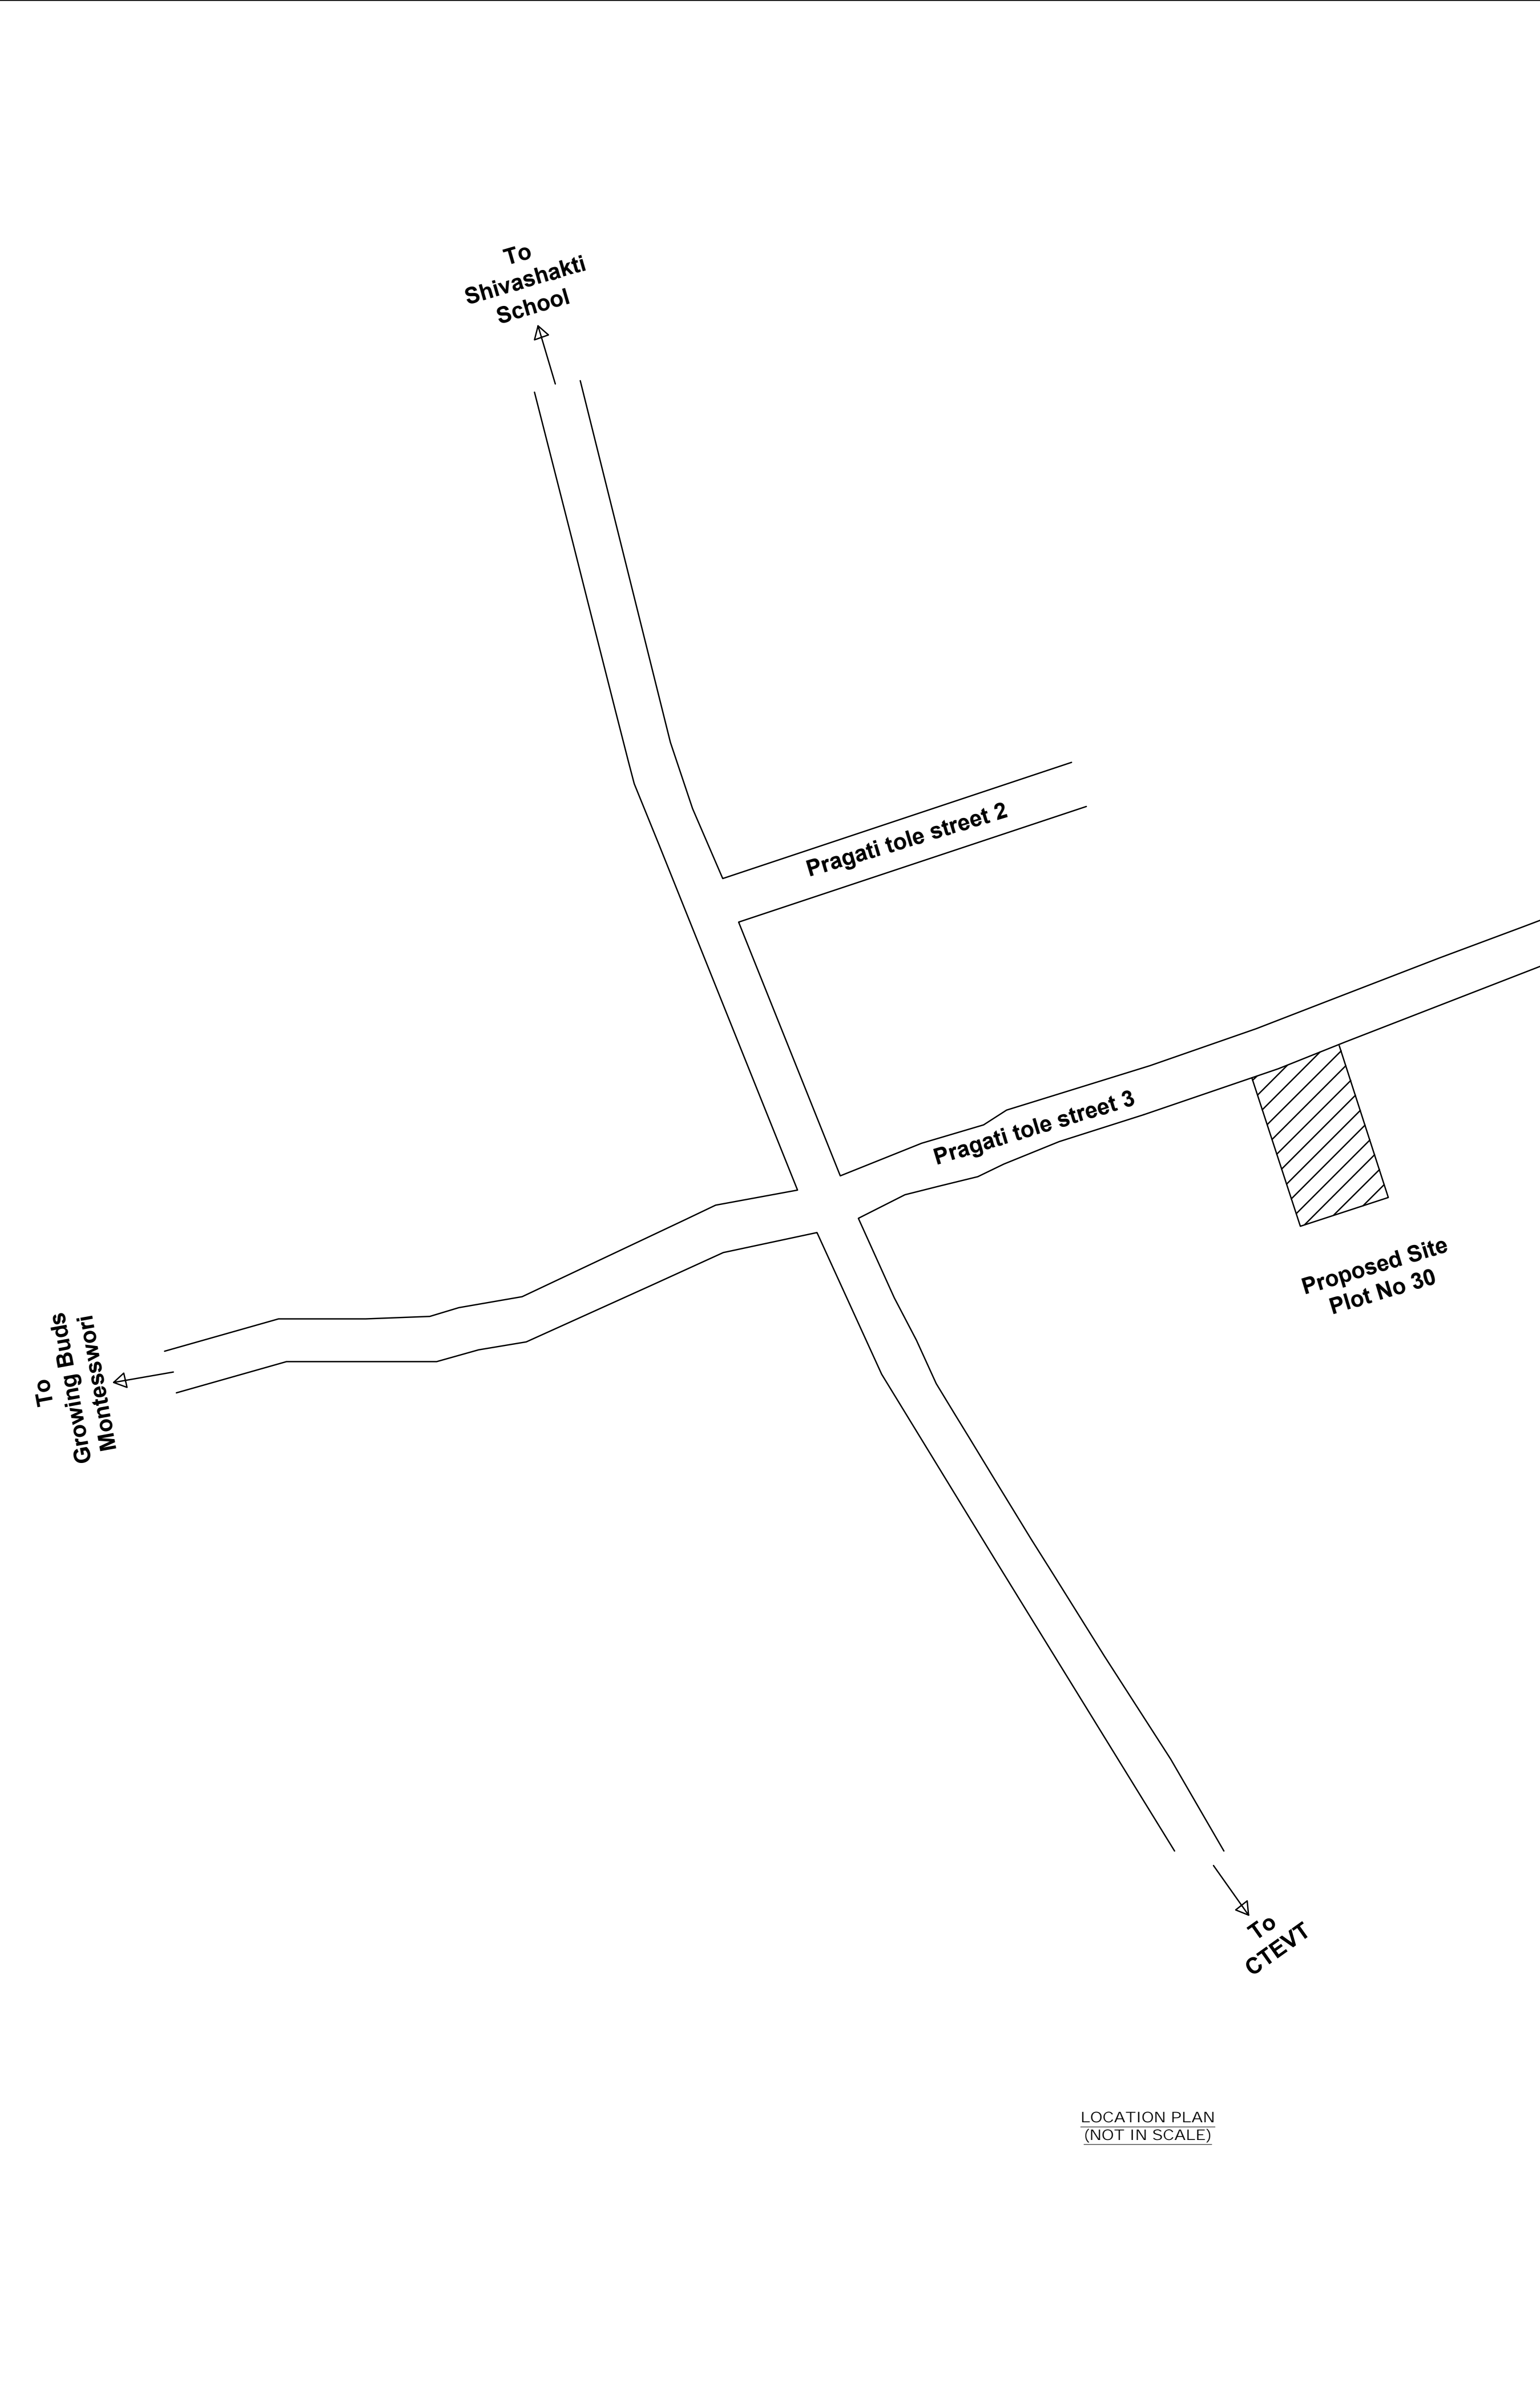 To
Shivashakti
School
Pragati tole street 2
Pragati tole street 3
Proposed Site
Plot No 30
To
Growing Buds
Montesswori
To
CTEVT
LOCATION PLAN
(NOT IN SCALE)